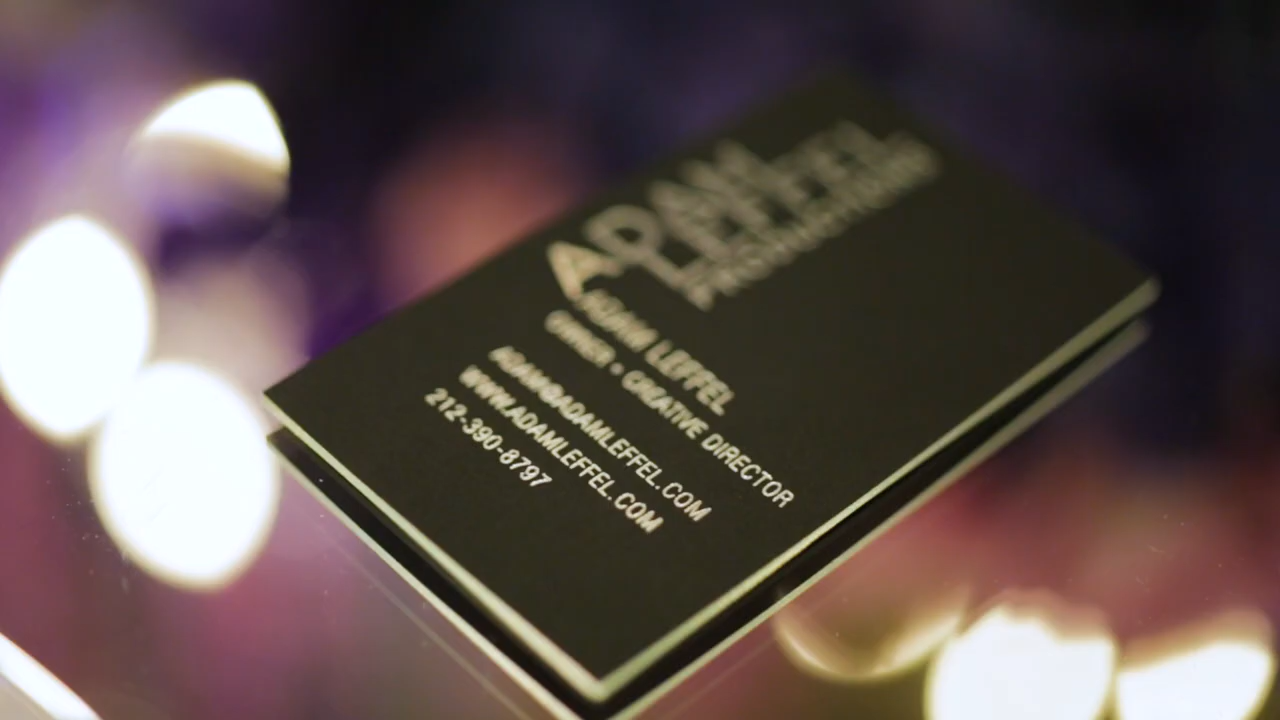 ADAM
LEFFEL
PRODUCTIONS
ADAM LEFFEL
OWNER • CREATIVE DIRECTOR
ADAM@ADAMLEFFEL.COM
WWW.ADAMLEFFEL.COM
212-390-8797